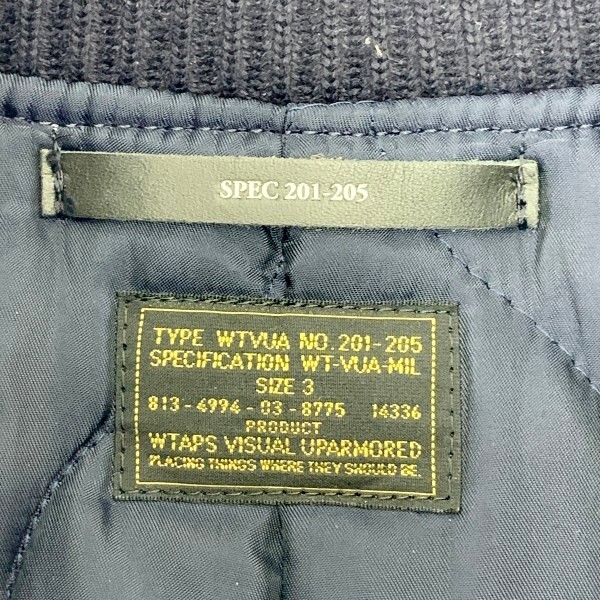 SPEC 201-205
TYPE WTVUA NO.201-205
SPECIFICATION WT-VUA-MIL
SIZE 3
813-4994-03-8775 14336
PRODUCT
WTAPS VISUAL UPARMORED
PLACING THINGS WHERE THEY SHOULD BE.